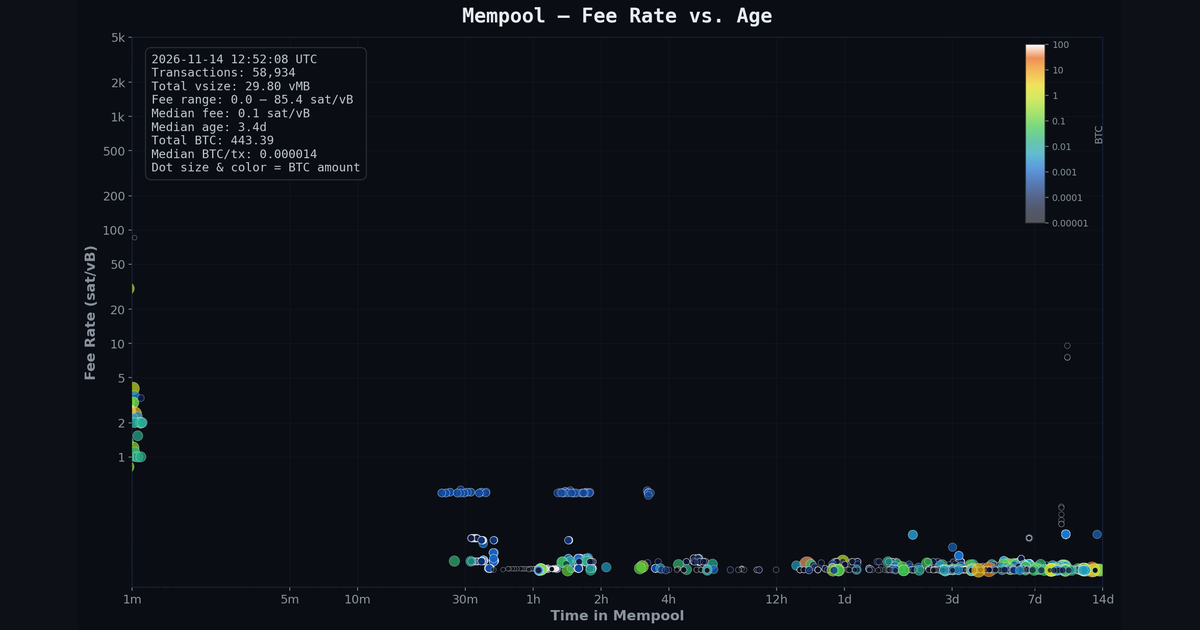 Mempool — Fee Rate vs. Age
2026-11-14 12:52:08 UTC
Transactions: 58,934
Total vsize: 29.80 vMB
Fee range: 0.0 — 85.4 sat/vB
Median fee: 0.1 sat/vB
Median age: 3.4d
Total BTC: 443.39
Median BTC/tx: 0.000014
Dot size & color = BTC amount
100
10
1
0.1
0.01
0.001
0.0001
0.00001
BTC
Fee Rate (sat/vB)
5k
2k
1k
500
200
100
50
20
10
5
2
1
1m 5m 10m 30m 1h 2h 4h 12h 1d 3d 7d 14d
Time in Mempool